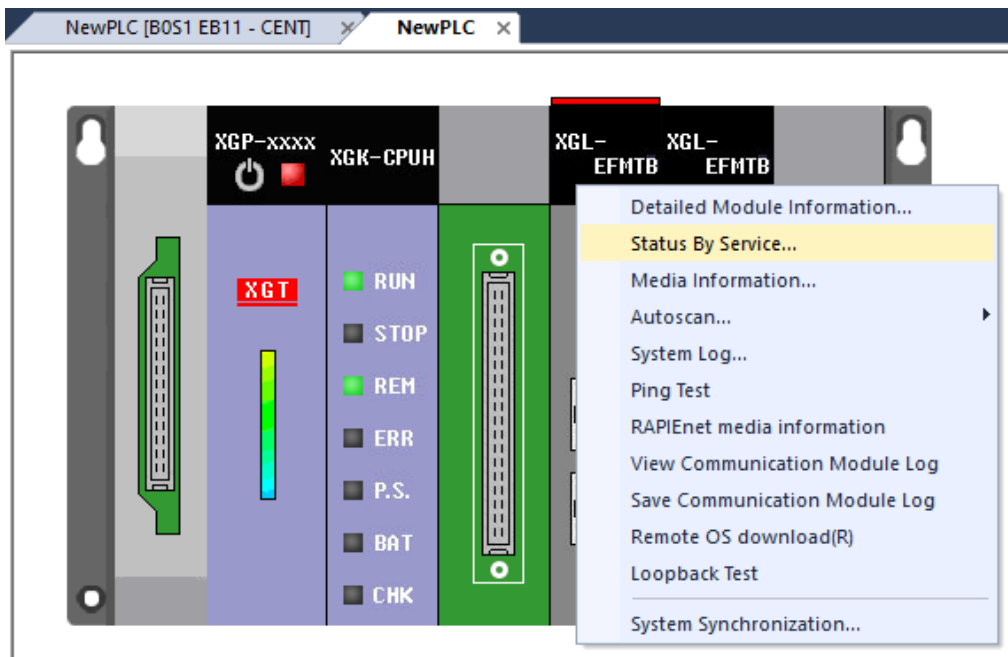 NewPLC [B0S1 EB11 - CENT]
NewPLC
XGP-xxxx
XGK-CPUH
XGL-
EFMTB
XGL-
EFMTB
XGT
RUN
STOP
REM
ERR
P.S.
BAT
CHK
Detailed Module Information...
Status By Service...
Media Information...
Autoscan...
System Log...
Ping Test
RAPIEnet media information
View Communication Module Log
Save Communication Module Log
Remote OS download(R)
Loopback Test
System Synchronization...